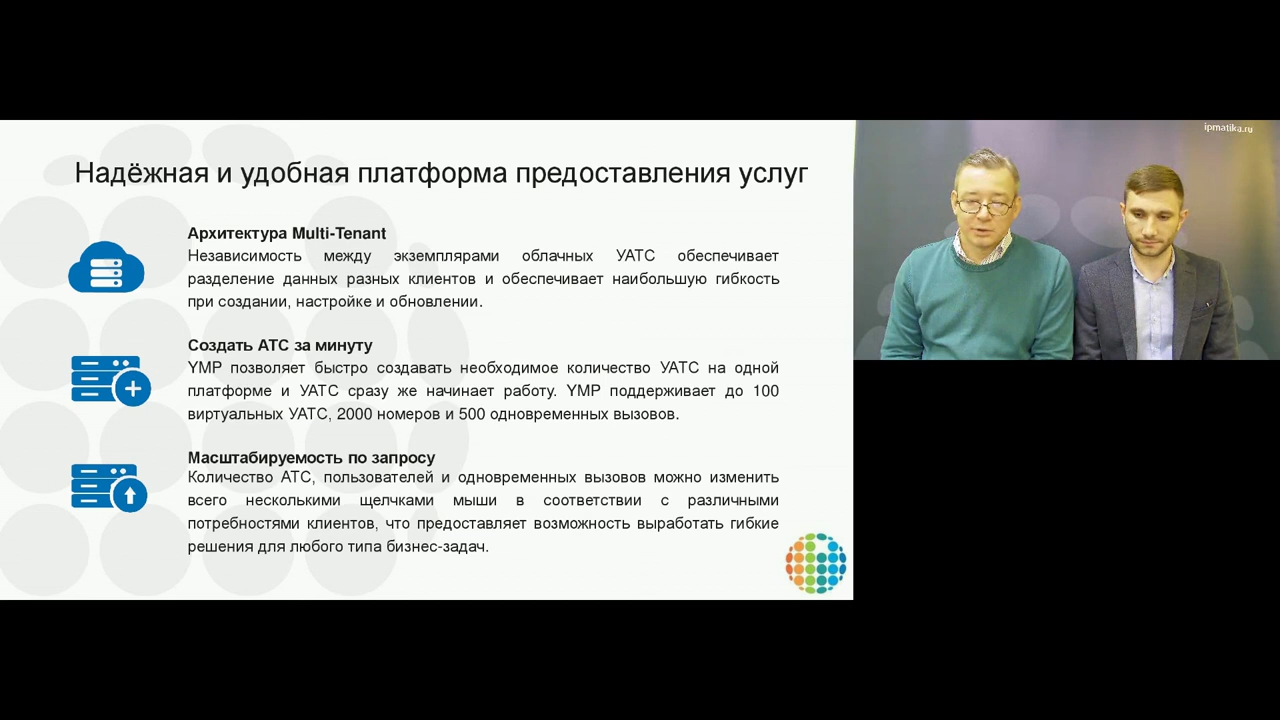 Надёжная и удобная платформа предоставления услуг
Архитектура Multi-Tenant
Независимость между экземплярами облачных УАТС обеспечивает
разделение данных разных клиентов и обеспечивает наибольшую гибкость
при создании, настройке и обновлении.
Создать АТС за минуту
YMP позволяет быстро создавать необходимое количество УАТС на одной
платформе и УАТС сразу же начинает работу. YMP поддерживает до 100
виртуальных УАТС, 2000 номеров и 500 одновременных вызовов.
Масштабируемость по запросу
Количество АТС, пользователей и одновременных вызовов можно изменить
всего несколькими щелчками мыши в соответствии с различными
потребностями клиентов, что предоставляет возможность выработать гибкие
решения для любого типа бизнес-задач.
ipmatika.ru